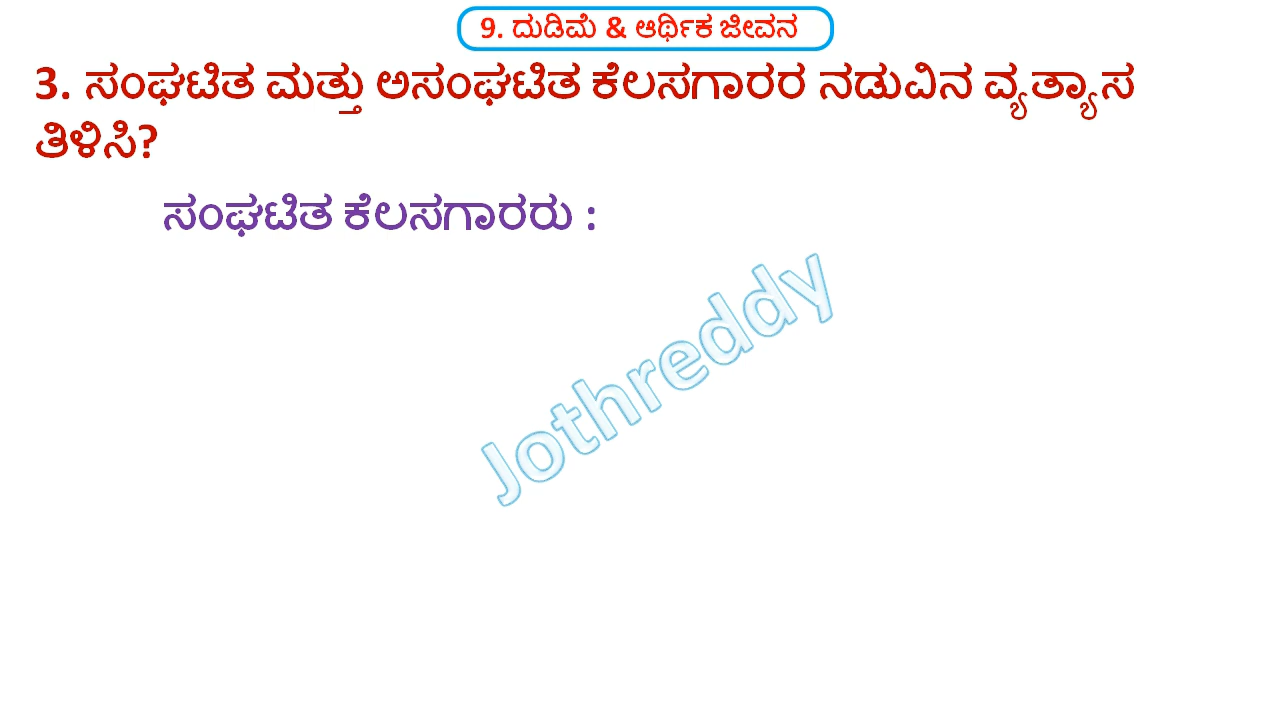 9. ದುಡಿಮೆ & ಆರ್ಥಿಕ ಜೀವನ
3. ಸಂಘಟಿತ ಮತ್ತು ಅಸಂಘಟಿತ ಕೆಲಸಗಾರರ ನಡುವಿನ ವ್ಯತ್ಯಾಸ
ತಿಳಿಸಿ?
ಸಂಘಟಿತ ಕೆಲಸಗಾರರು :
Jothreddy